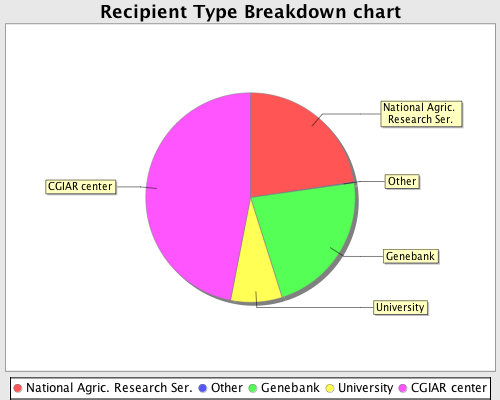 Recipient Type Breakdown chart
National Agric.
Research Ser.
CGIAR center
Other
Genebank
University
National Agric. Research Ser. Other Genebank University CGIAR center